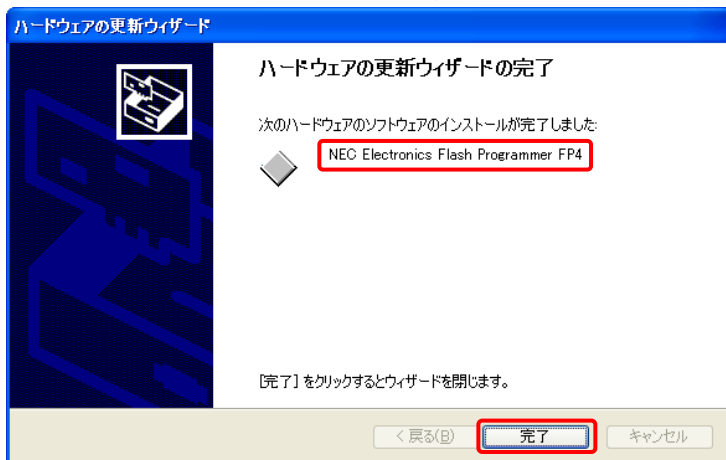 ハードウェアの更新ウィザード
ハードウェアの更新ウィザードの完了
次のハードウェアのソフトウェアのインストールが完了しました:
NEC Electronics Flash Programmer FP4
[完了] をクリックするとウィザードを閉じます。
< 戻る(B) 完了 キャンセル